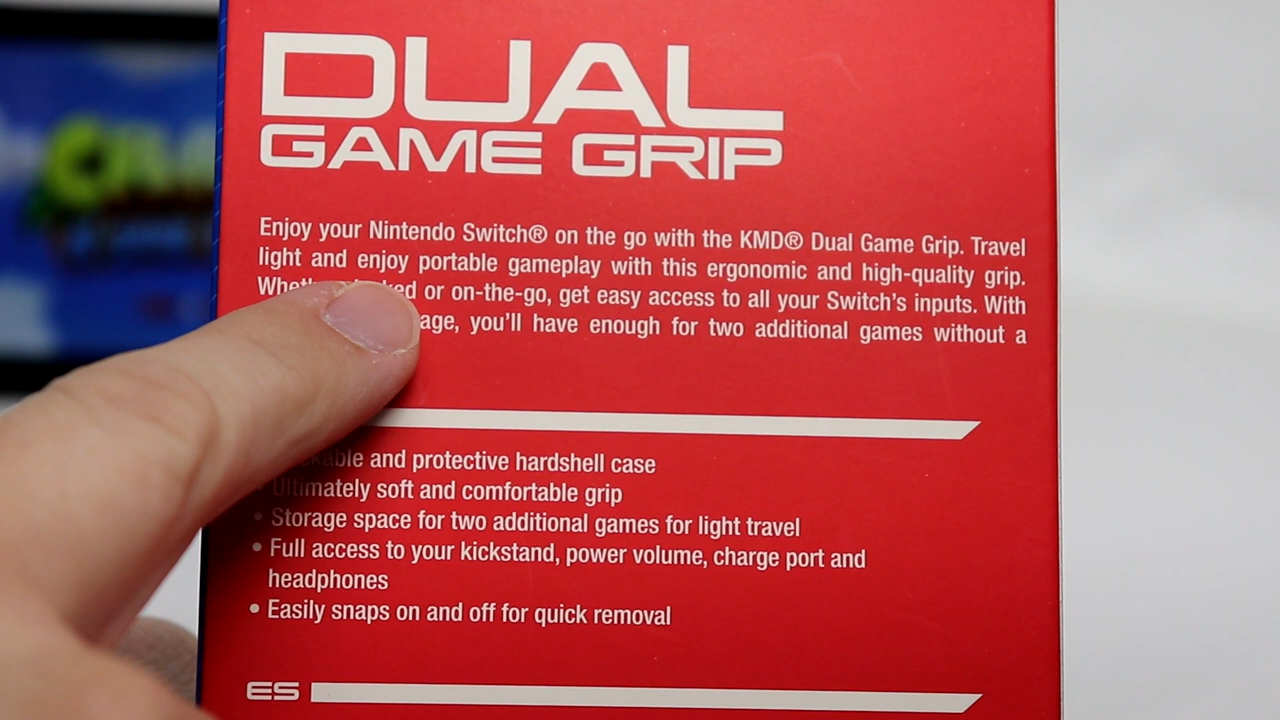 DUAL
GAME GRIP
Enjoy your Nintendo Switch® on the go with the KMD® Dual Game Grip. Travel
light and enjoy portable gameplay with this ergonomic and high-quality grip.
or on-the-go, get easy access to all your Switch's inputs. With
you'll have enough for two additional games without a
and protective hardshell case
Ultimately soft and comfortable grip
• Storage space for two additional games for light travel
• Full access to your kickstand, power volume, charge port and
headphones
• Easily snaps on and off for quick removal
ES